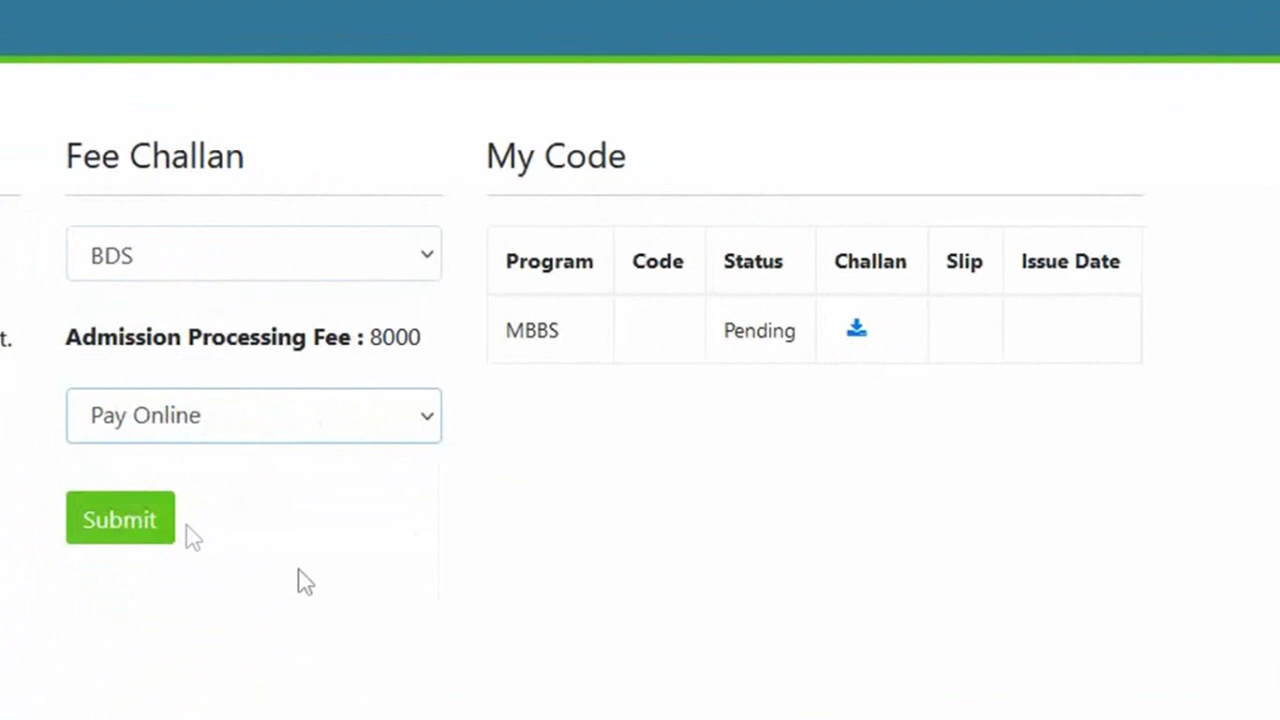 Fee Challan
BDS
t.
Admission Processing Fee : 8000
Pay Online
Submit
My Code
Program Code Status Challan Slip Issue Date
MBBS Pending